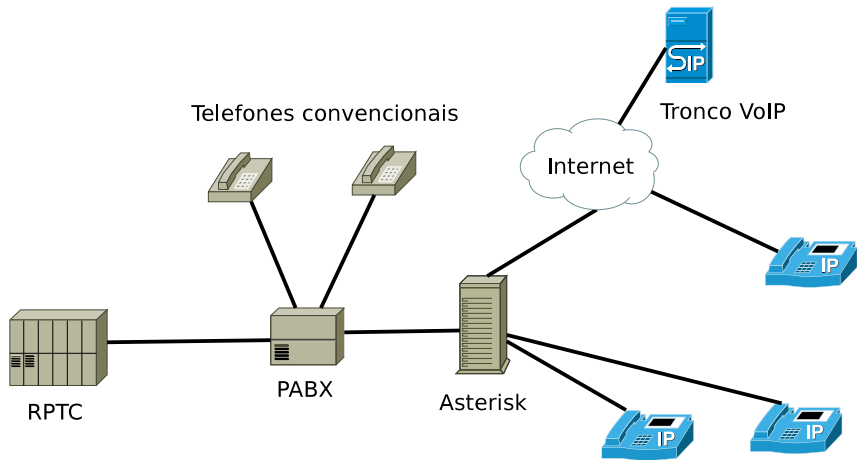 SIP
Tronco VoIP
Telefones convencionais
Internet
IP
RPTC
PABX
Asterisk
IP
IP